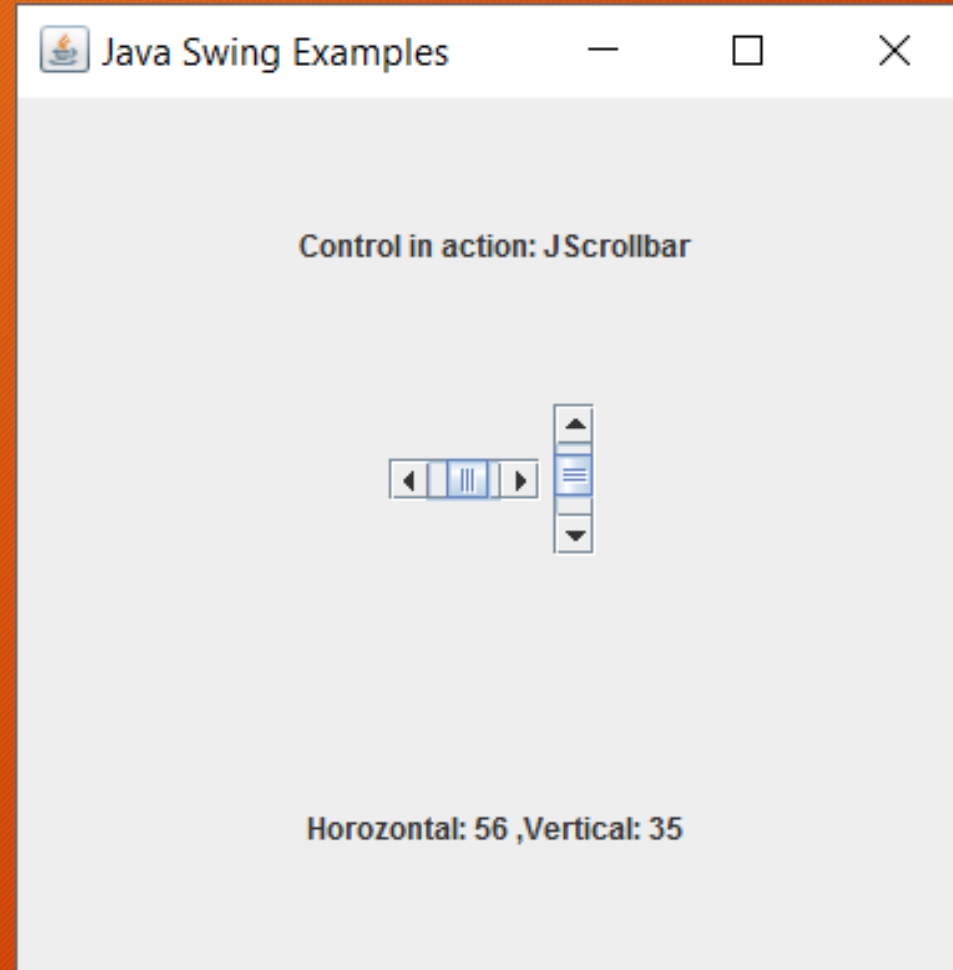 Java Swing Examples
Control in action: JScrollbar
Horozontal: 56 ,Vertical: 35